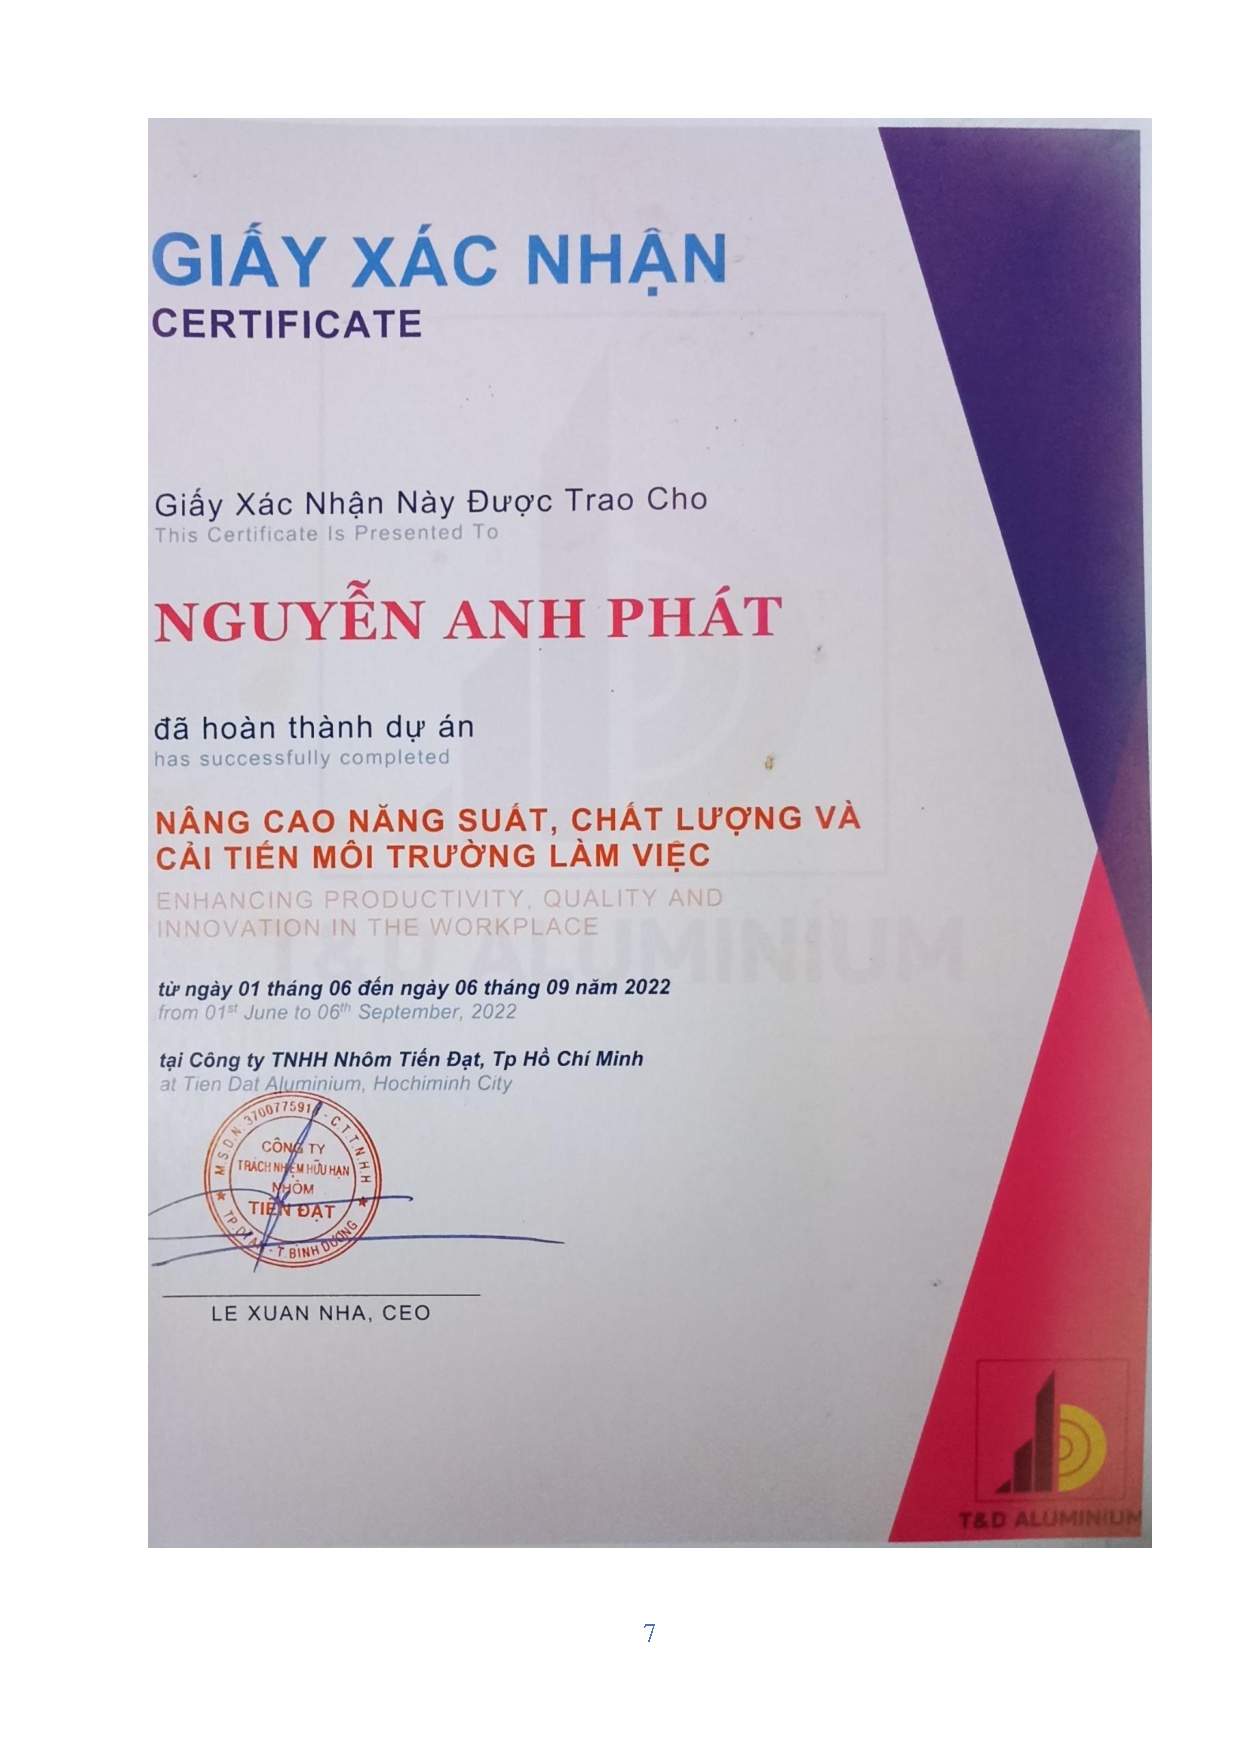 GIẤY XÁC NHẬN
CERTIFICATE
Giấy Xác Nhận Này Được Trao Cho
This Certificate Is Presented To
NGUYỄN ANH PHÁT
đã hoàn thành dự án
has successfully completed
NÂNG CAO NĂNG SUẤT, CHẤT LƯỢNG VÀ
CẢI TIẾN MÔI TRƯỜNG LÀM VIỆC
ENHANCING PRODUCTIVITY, QUALITY AND
INNOVATION IN THE WORKPLACE
T&D ALUMINIUM
từ ngày 01 tháng 06 đến ngày 06 tháng 09 năm 2022
from 01st June to 06th September, 2022
tại Công ty TNHH Nhôm Tiến Đạt, Tp Hồ Chí Minh
at Tien Dat Aluminium, Hochiminh City
M.S.D.N: - C.T.T.N.H.H
CÔNG TY
TRÁCH NHIỆM HỮU HẠN
NHÔM
TIẾN ĐẠT
TP. DĨ AN - T. BÌNH DƯƠNG
LE XUAN NHA, CEO
T&D ALUMINIUM
7